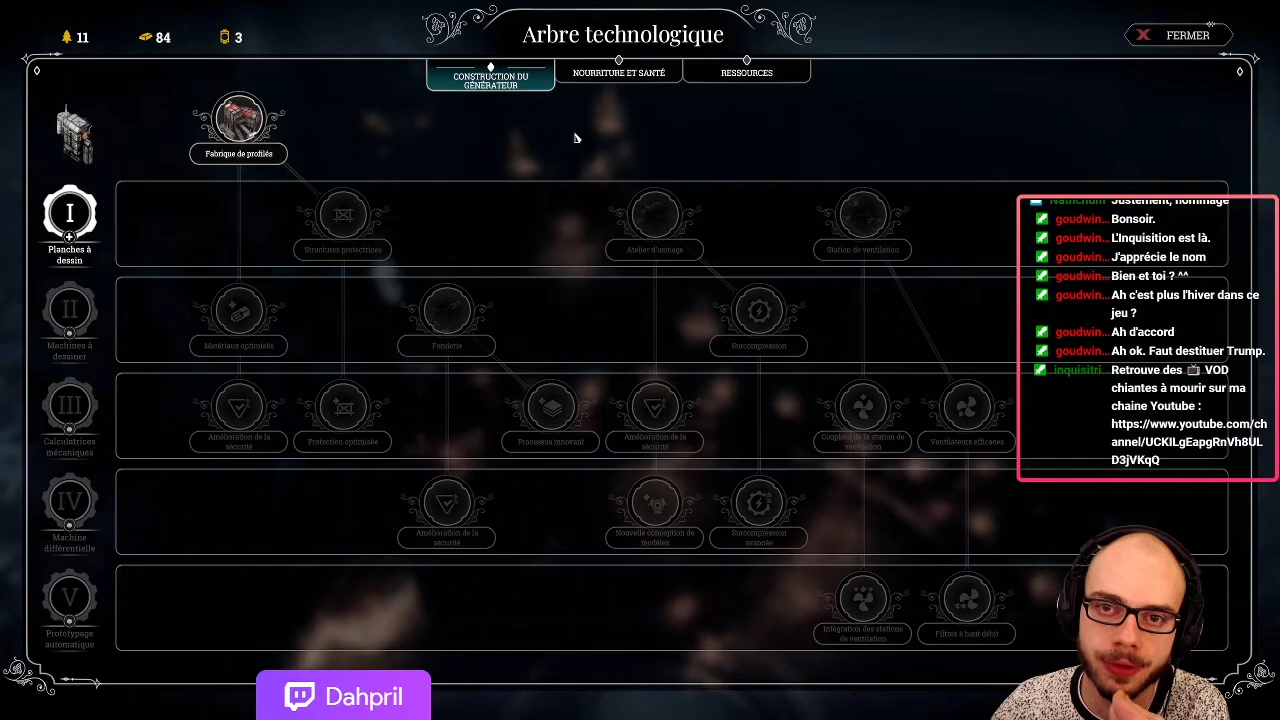 11
84
3
Arbre technologique
FERMER
CONSTRUCTION DU
GÉNÉRATEUR
NOURRITURE ET SANTÉ
RESSOURCES
Fabrique de profilés
I
Planches à
dessin
Structures protectrices
Atelier d'usinage
Station de ventilation
II
Machines à
dessiner
Matériaux optimisés
Fonderie
Surcompression
III
Calculatrices
mécaniques
Amélioration de la
sécurité
Protection optimisée
Processus innovant
Amélioration de la
sécurité
Coupleur de la station de
ventilation
Ventilateurs efficaces
IV
Machine
différentielle
Amélioration de la
sécurité
Nouvelle conception de
modèles
Surcompression
avancée
V
Prototypage
automatique
Intégration des stations
de ventilation
Filtres à haut débit
Justement, hommage
goudwin... Bonsoir.
goudwin... L'Inquisition est là.
goudwin... J'apprécie le nom
goudwin... Bien et toi ? ^^
goudwin... Ah c'est plus l'hiver dans ce
jeu ?
goudwin... Ah d'accord
goudwin... Ah ok. Faut destituer Trump.
inquisitri... Retrouve des 📺 VOD
chiantes à mourir sur ma
chaine Youtube :
https://www.youtube.com/ch
annel/UCKILgEapgRnVh8UL
D3jVKqQ
Dahpril